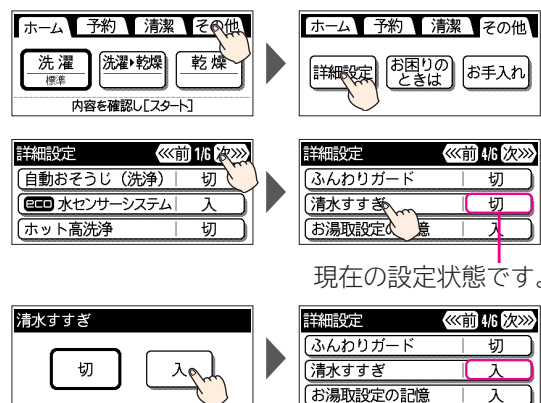 ホーム 予約 清潔 その他
洗濯 標準 洗濯▸乾燥 乾燥
内容を確認し[スタート]
ホーム 予約 清潔 その他
詳細設定 お困りの ときは お手入れ
詳細設定 ⋘前 1/6 次⋙
自動おそうじ（洗浄） 切
eco 水センサーシステム 入
ホット高洗浄 切
詳細設定 ⋘前 4/6 次⋙
ふんわりガード 切
清水すすぎ 切
お湯取設定の記憶 入
現在の設定状態です。
清水すすぎ
切 入
詳細設定 ⋘前 4/6 次⋙
ふんわりガード 切
清水すすぎ 入
お湯取設定の記憶 入